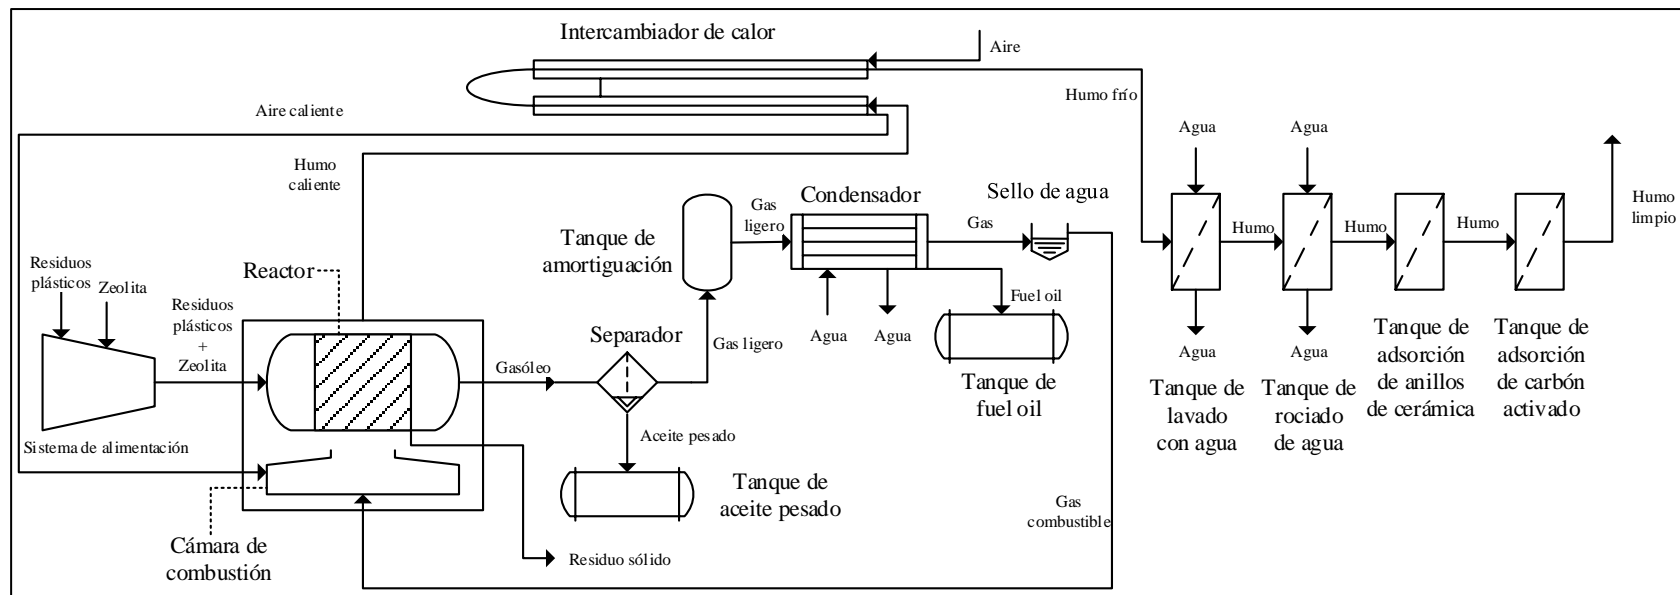 Intercambiador de calor
Aire
Humo frío
Aire caliente
Humo
caliente
Agua
Agua
Humo
Humo
Humo
Humo
limpio
Agua
Agua
Tanque de
lavado
con agua
Tanque de
rociado
de agua
Tanque de
adsorción
de anillos
de cerámica
Tanque de
adsorción
de carbón
activado
Residuos
plásticos
Zeolita
Residuos
plásticos
+
Zeolita
Sistema de alimentación
Reactor
Cámara de
combustión
Gasóleo
Separador
Gas ligero
Aceite pesado
Tanque de
aceite pesado
Residuo sólido
Tanque de
amortiguación
Gas
ligero
Condensador
Agua
Agua
Gas
Sello de agua
Fuel oil
Tanque de
fuel oil
Gas
combustible